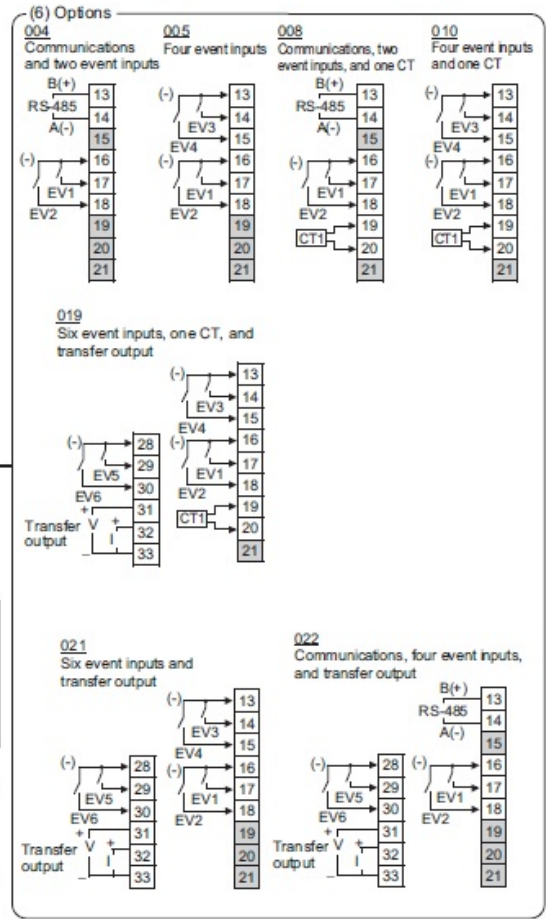 (6) Options
004
Communications
and two event inputs
B(+)
RS-485
A(-)
(-)
EV1
EV2
13
14
15
16
17
18
19
20
21
005
Four event inputs
(-)
EV3
EV4
(-)
EV1
EV2
13
14
15
16
17
18
19
20
21
008
Communications, two
event inputs, and one CT
B(+)
RS-485
A(-)
(-)
EV1
EV2
CT1
13
14
15
16
17
18
19
20
21
010
Four event inputs
and one CT
(-)
EV3
EV4
(-)
EV1
EV2
CT1
13
14
15
16
17
18
19
20
21
019
Six event inputs, one CT, and
transfer output
(-)
EV5
EV6
Transfer
output
+
V
+
I
−
28
29
30
31
32
33
(-)
EV3
EV4
(-)
EV1
EV2
CT1
13
14
15
16
17
18
19
20
21
021
Six event inputs and
transfer output
(-)
EV5
EV6
Transfer
output
+
V
+
I
−
28
29
30
31
32
33
(-)
EV3
EV4
(-)
EV1
EV2
13
14
15
16
17
18
19
20
21
022
Communications, four event inputs,
and transfer output
(-)
EV5
EV6
Transfer
output
+
V
+
I
−
28
29
30
31
32
33
B(+)
RS-485
A(-)
(-)
EV1
EV2
13
14
15
16
17
18
19
20
21